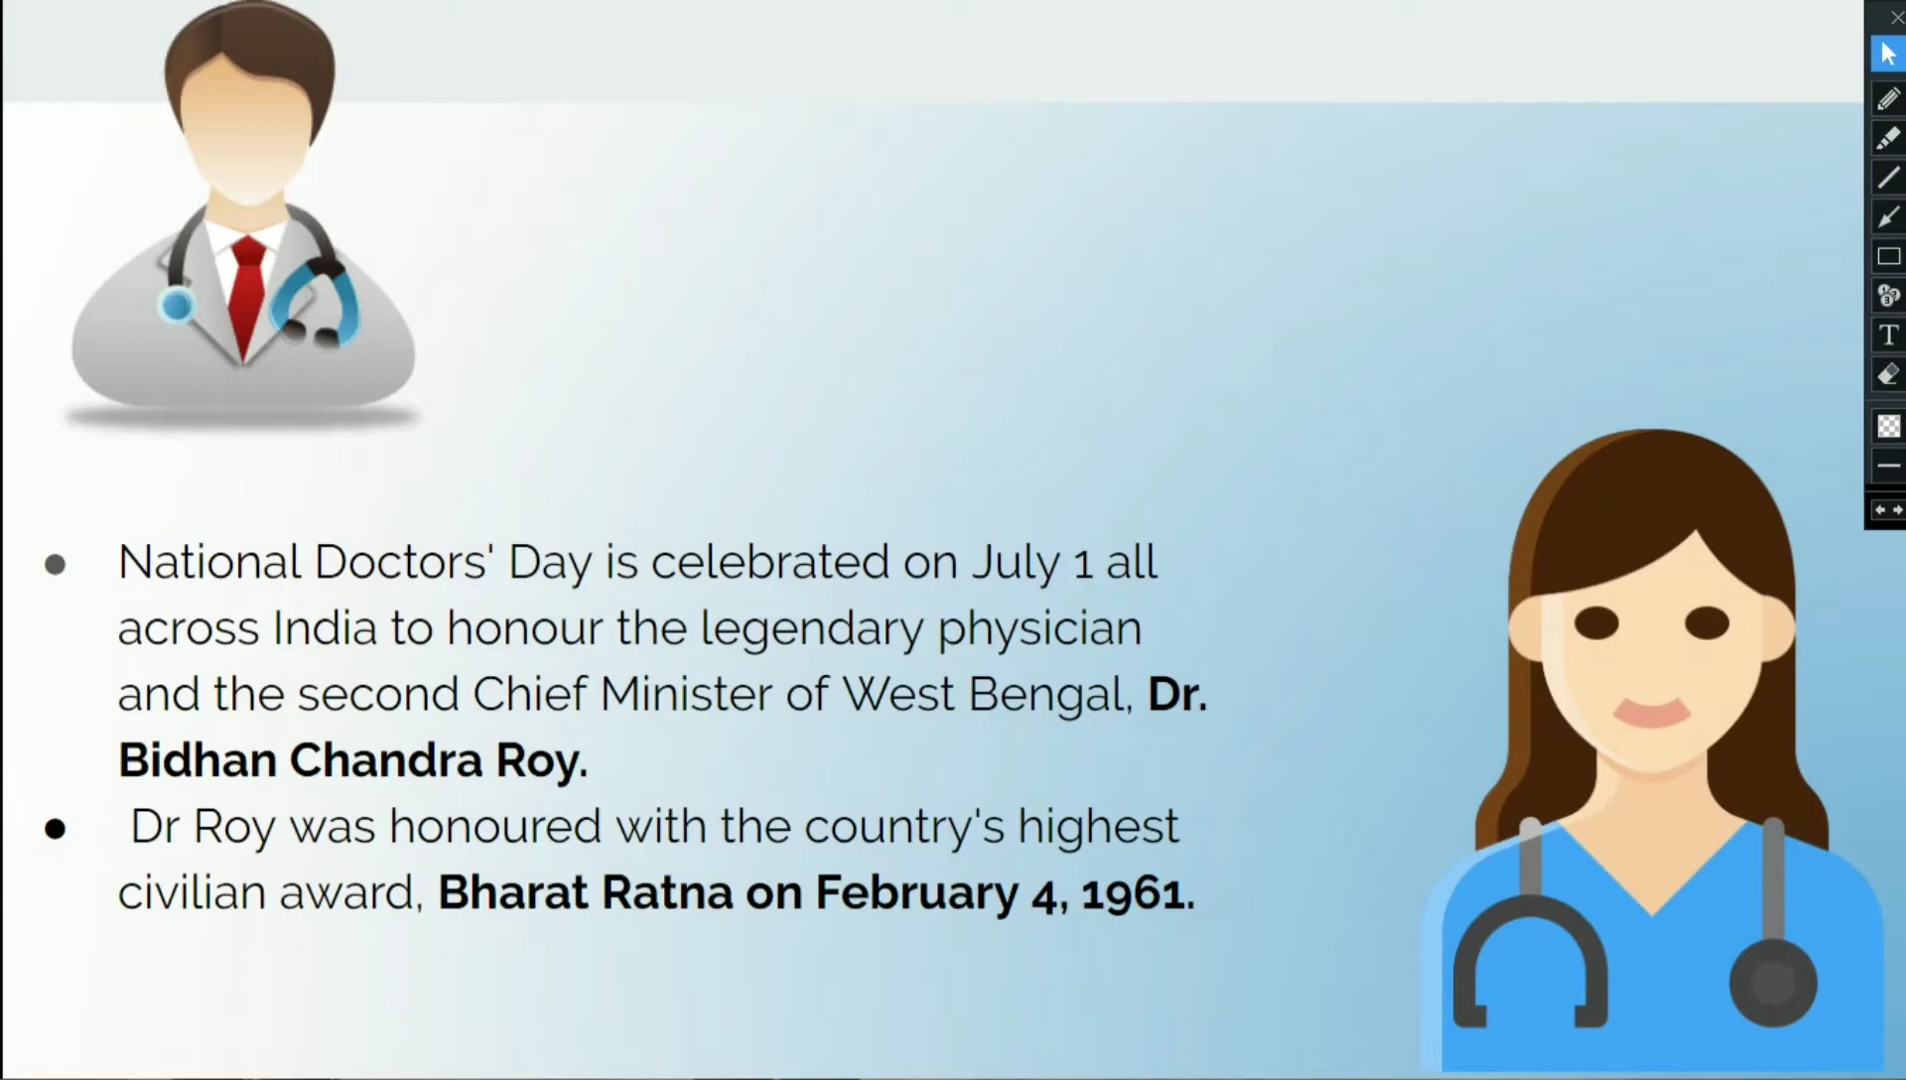 National Doctors' Day is celebrated on July 1 all
across India to honour the legendary physician
and the second Chief Minister of West Bengal, Dr.
Bidhan Chandra Roy.
Dr Roy was honoured with the country's highest
civilian award, Bharat Ratna on February 4, 1961.